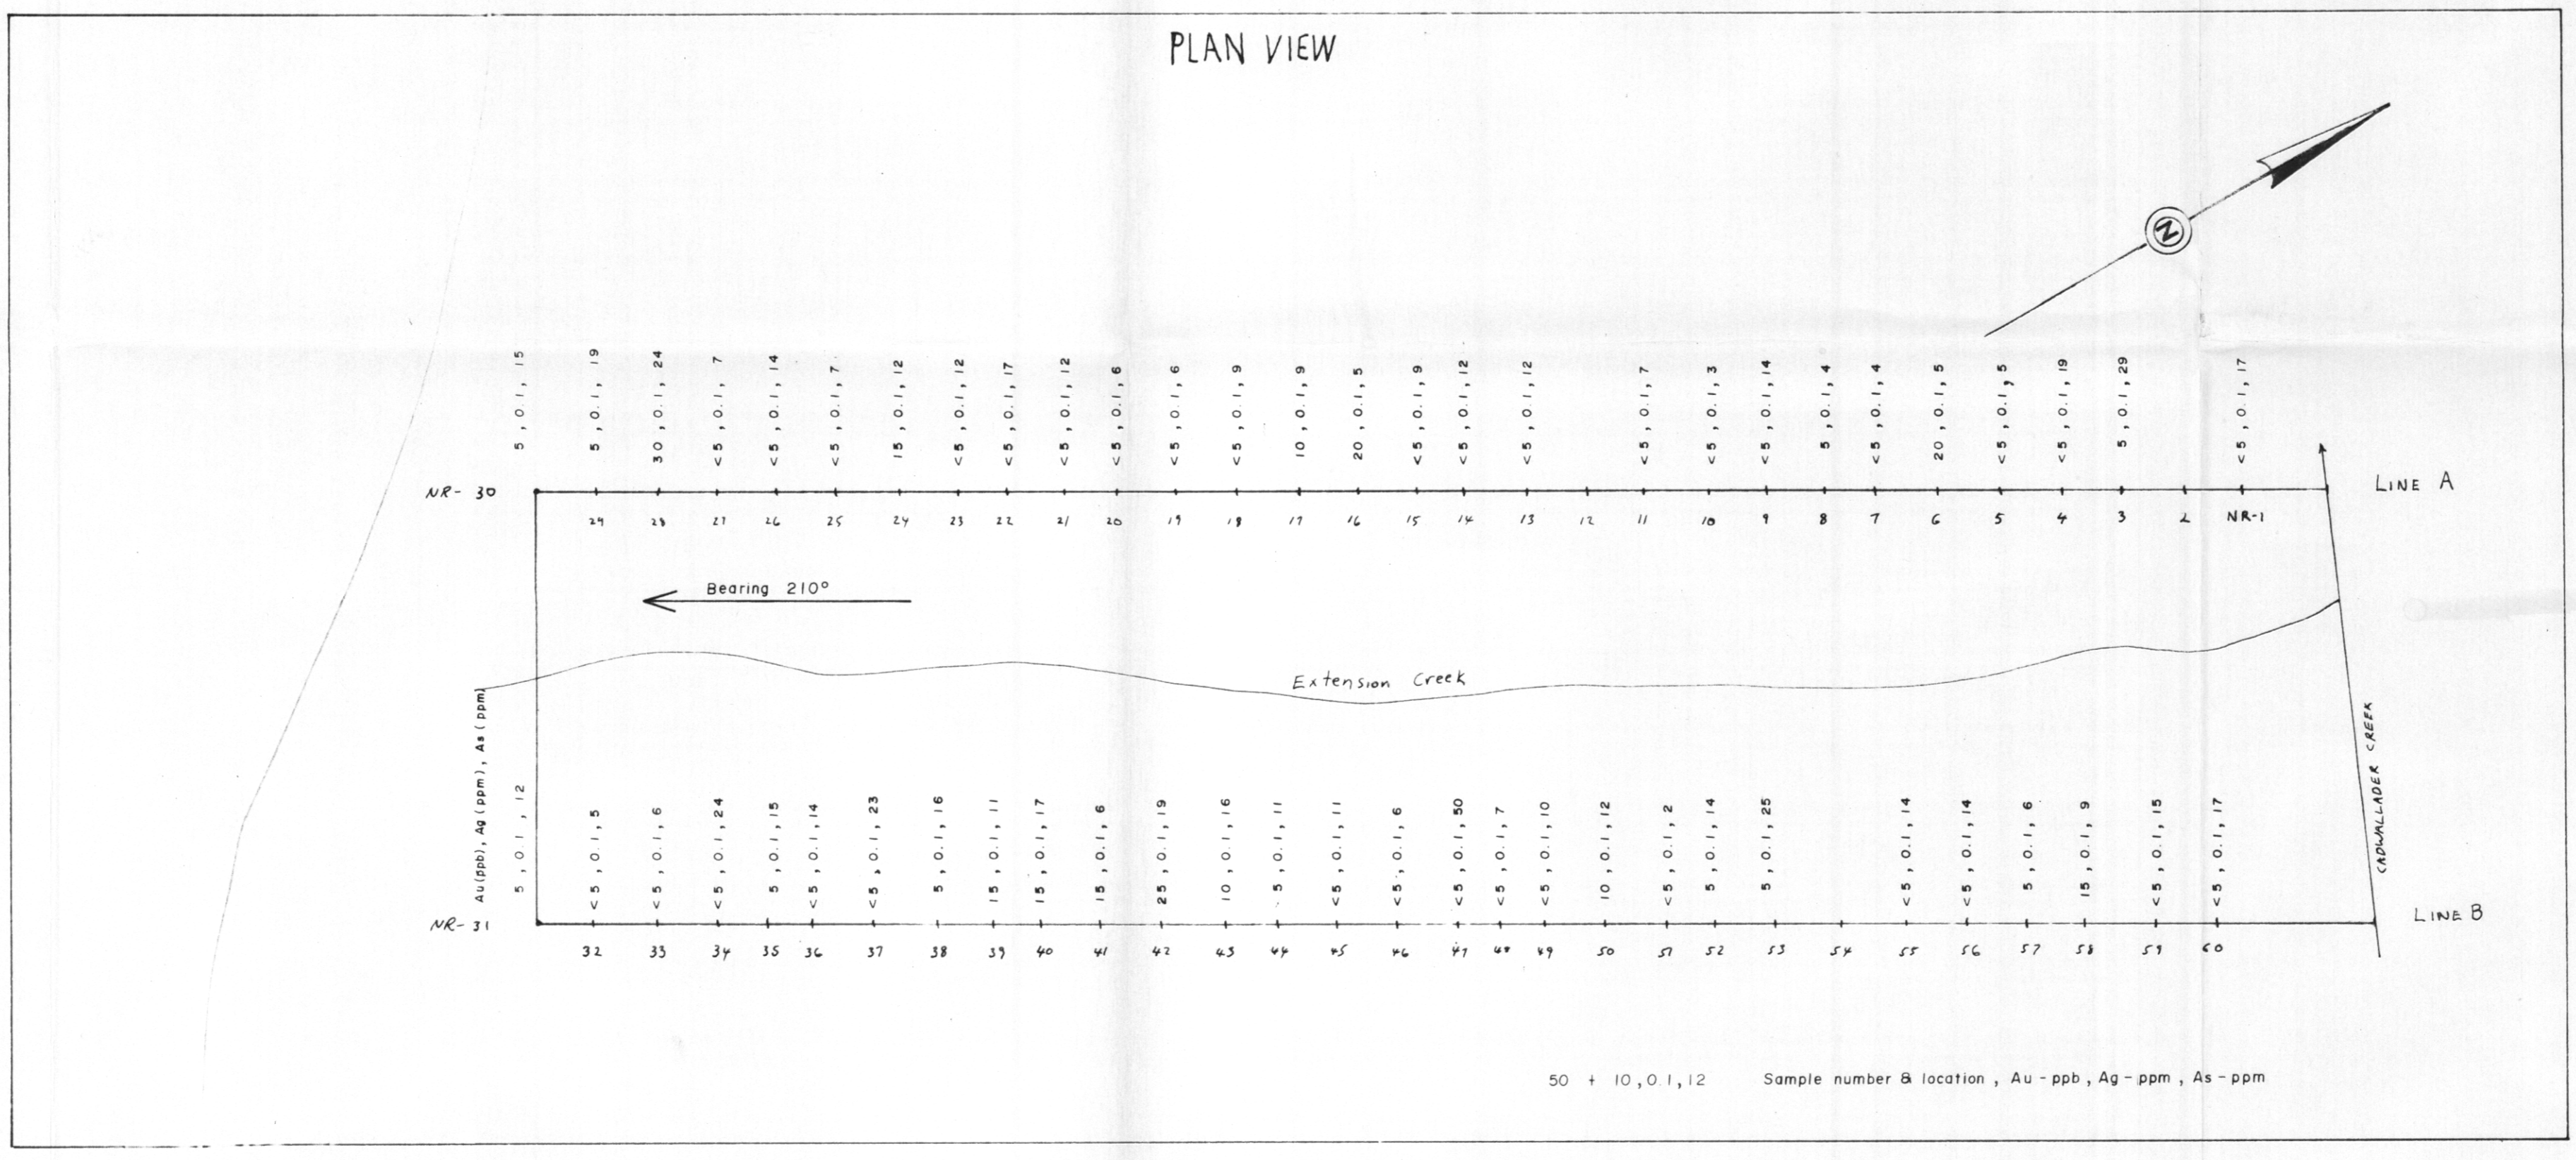 PLAN VIEW
N
5, 0.1, 15
5, 0.1, 19
30, 0.1, 24
<5, 0.1, 7
<5, 0.1, 14
<5, 0.1, 7
15, 0.1, 12
<5, 0.1, 12
<5, 0.1, 17
<5, 0.1, 2
<5, 0.1, 6
<5, 0.1, 6
<5, 0.1, 9
10, 0.1, 9
20, 0.1, 5
<5, 0.1, 9
<5, 0.1, 12
<5, 0.1, 12
<5, 0.1, 7
<5, 0.1, 3
<5, 0.1, 14
5, 0.1, 4
<5, 0.1, 4
20, 0.1, 5
<5, 0.1, 5
<5, 0.1, 19
5, 0.1, 29
<5, 0.1, 17
NR- 30
LINE A
29 28 27 26 25 24 23 22 21 20 19 18 17 16 15 14 13 12 11 10 9 8 7 6 5 4 3 2 NR-1
Bearing 210°
Extension Creek
CADWALLADER CREEK
Au(ppb), Ag(ppm), As(ppm)
5, 0.1, 12
<5, 0.1, 5
<5, 0.1, 6
<5, 0.1, 24
5, 0.1, 15
<5, 0.1, 14
<5, 0.1, 23
5, 0.1, 16
15, 0.1, 11
15, 0.1, 17
15, 0.1, 6
25, 0.1, 19
10, 0.1, 16
5, 0.1, 11
<5, 0.1, 11
<5, 0.1, 6
<5, 0.1, 50
<5, 0.1, 7
<5, 0.1, 10
10, 0.1, 12
<5, 0.1, 2
5, 0.1, 14
5, 0.1, 25
<5, 0.1, 14
<5, 0.1, 14
5, 0.1, 6
15, 0.1, 9
<5, 0.1, 15
<5, 0.1, 17
NR- 31
LINE B
32 33 34 35 36 37 38 39 40 41 42 43 44 45 46 47 48 49 50 51 52 53 54 55 56 57 58 59 60
50 + 10, 0.1, 12 Sample number & location, Au-ppb, Ag-ppm, As-ppm